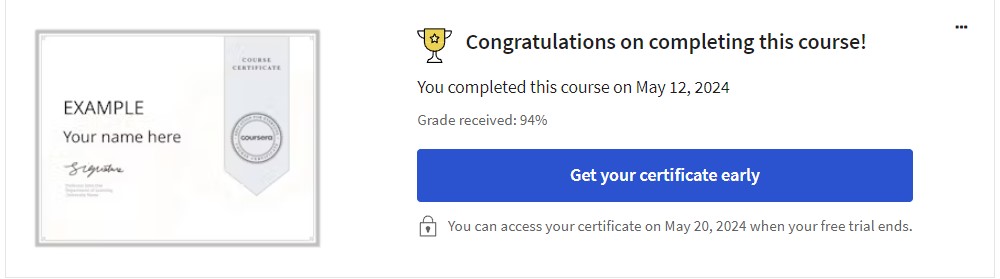 COURSE
CERTIFICATE
EXAMPLE
Your name here
Signature
coursera
Congratulations on completing this course!
You completed this course on May 12, 2024
Grade received: 94%
Get your certificate early
You can access your certificate on May 20, 2024 when your free trial ends.